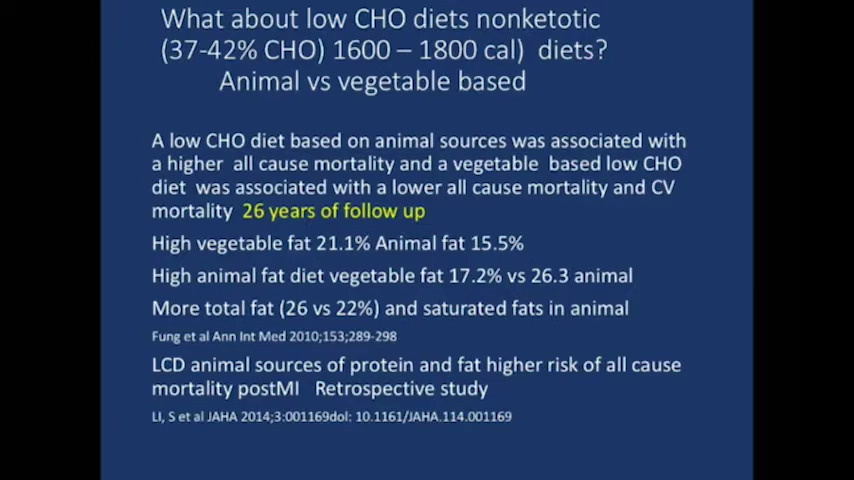 What about low CHO diets nonketotic
(37-42% CHO) 1600 – 1800 cal)  diets?
Animal vs vegetable based
A low CHO diet based on animal sources was associated with
a higher  all cause mortality and a vegetable  based low CHO
diet  was associated with a lower all cause mortality and CV
mortality  26 years of follow up
High vegetable fat 21.1% Animal fat 15.5%
High animal fat diet vegetable fat 17.2% vs 26.3 animal
More total fat (26 vs 22%) and saturated fats in animal
Fung et al Ann Int Med 2010;153;289-298
LCD animal sources of protein and fat higher risk of all cause
mortality postMI   Retrospective study
LI, S et al JAHA 2014;3:001169dol: 10.1161/JAHA.114.001169